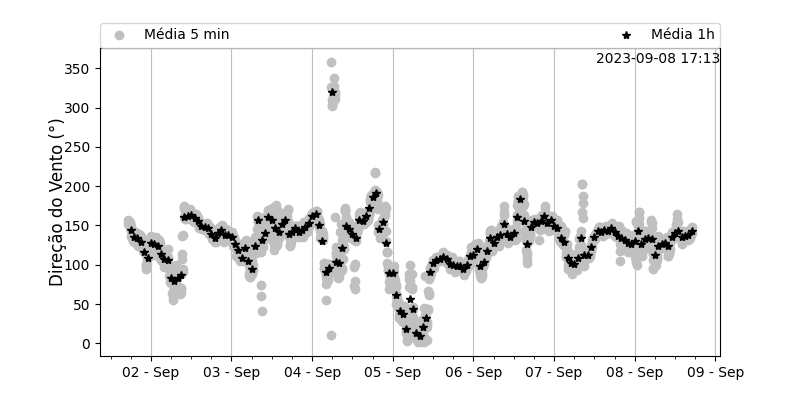 Média 5 min
Média 1h
2023-09-08 17:13
Direção do Vento (°)
350
300
250
200
150
100
50
0
02 - Sep
03 - Sep
04 - Sep
05 - Sep
06 - Sep
07 - Sep
08 - Sep
09 - Sep